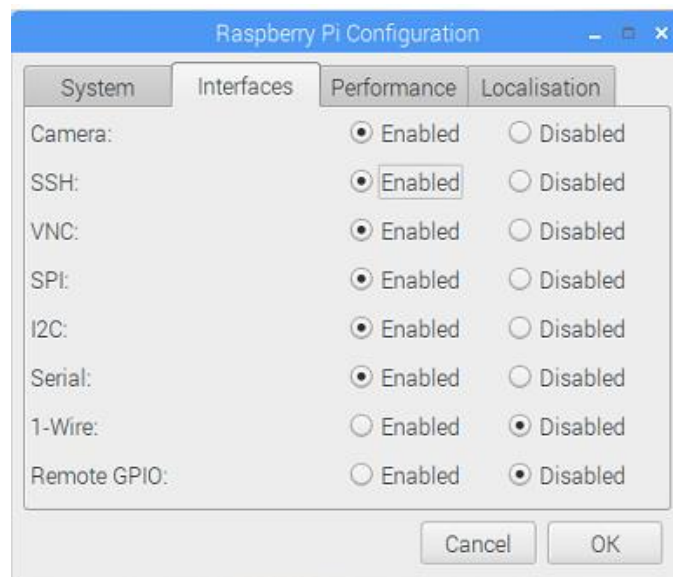 Raspberry Pi Configuration
System Interfaces Performance Localisation
Camera: Enabled Disabled
SSH: Enabled Disabled
VNC: Enabled Disabled
SPI: Enabled Disabled
I2C: Enabled Disabled
Serial: Enabled Disabled
1-Wire: Enabled Disabled
Remote GPIO: Enabled Disabled
Cancel OK